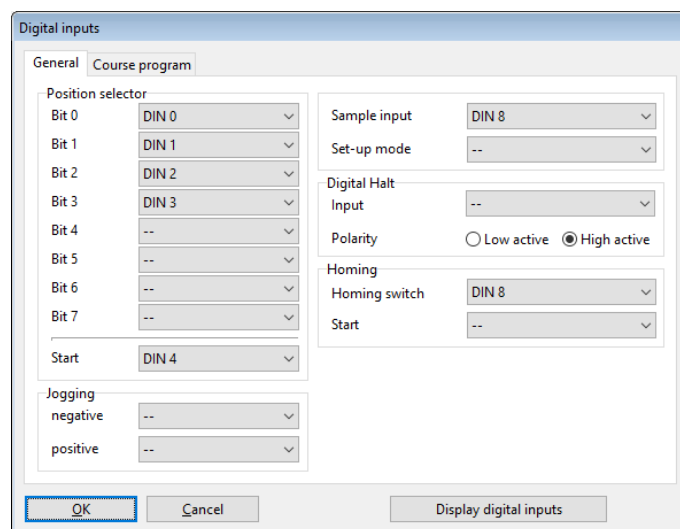 Digital inputs
General
Course program
Position selector
Bit 0 DIN 0
Bit 1 DIN 1
Bit 2 DIN 2
Bit 3 DIN 3
Bit 4 --
Bit 5 --
Bit 6 --
Bit 7 --
Start DIN 4
Jogging
negative --
positive --
Sample input DIN 8
Set-up mode --
Digital Halt
Input --
Polarity Low active High active
Homing
Homing switch DIN 8
Start --
OK
Cancel
Display digital inputs